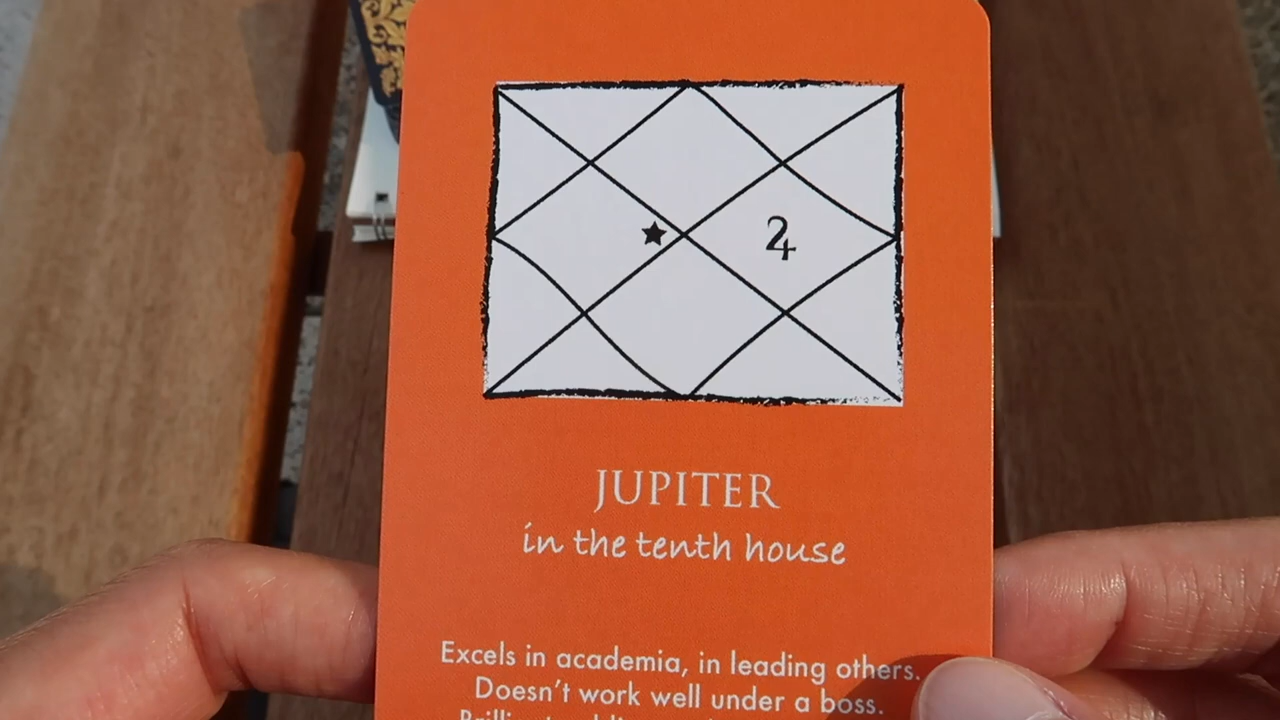 JUPITER
in the tenth house
Excels in academia, in leading others.
Doesn't work well under a boss.